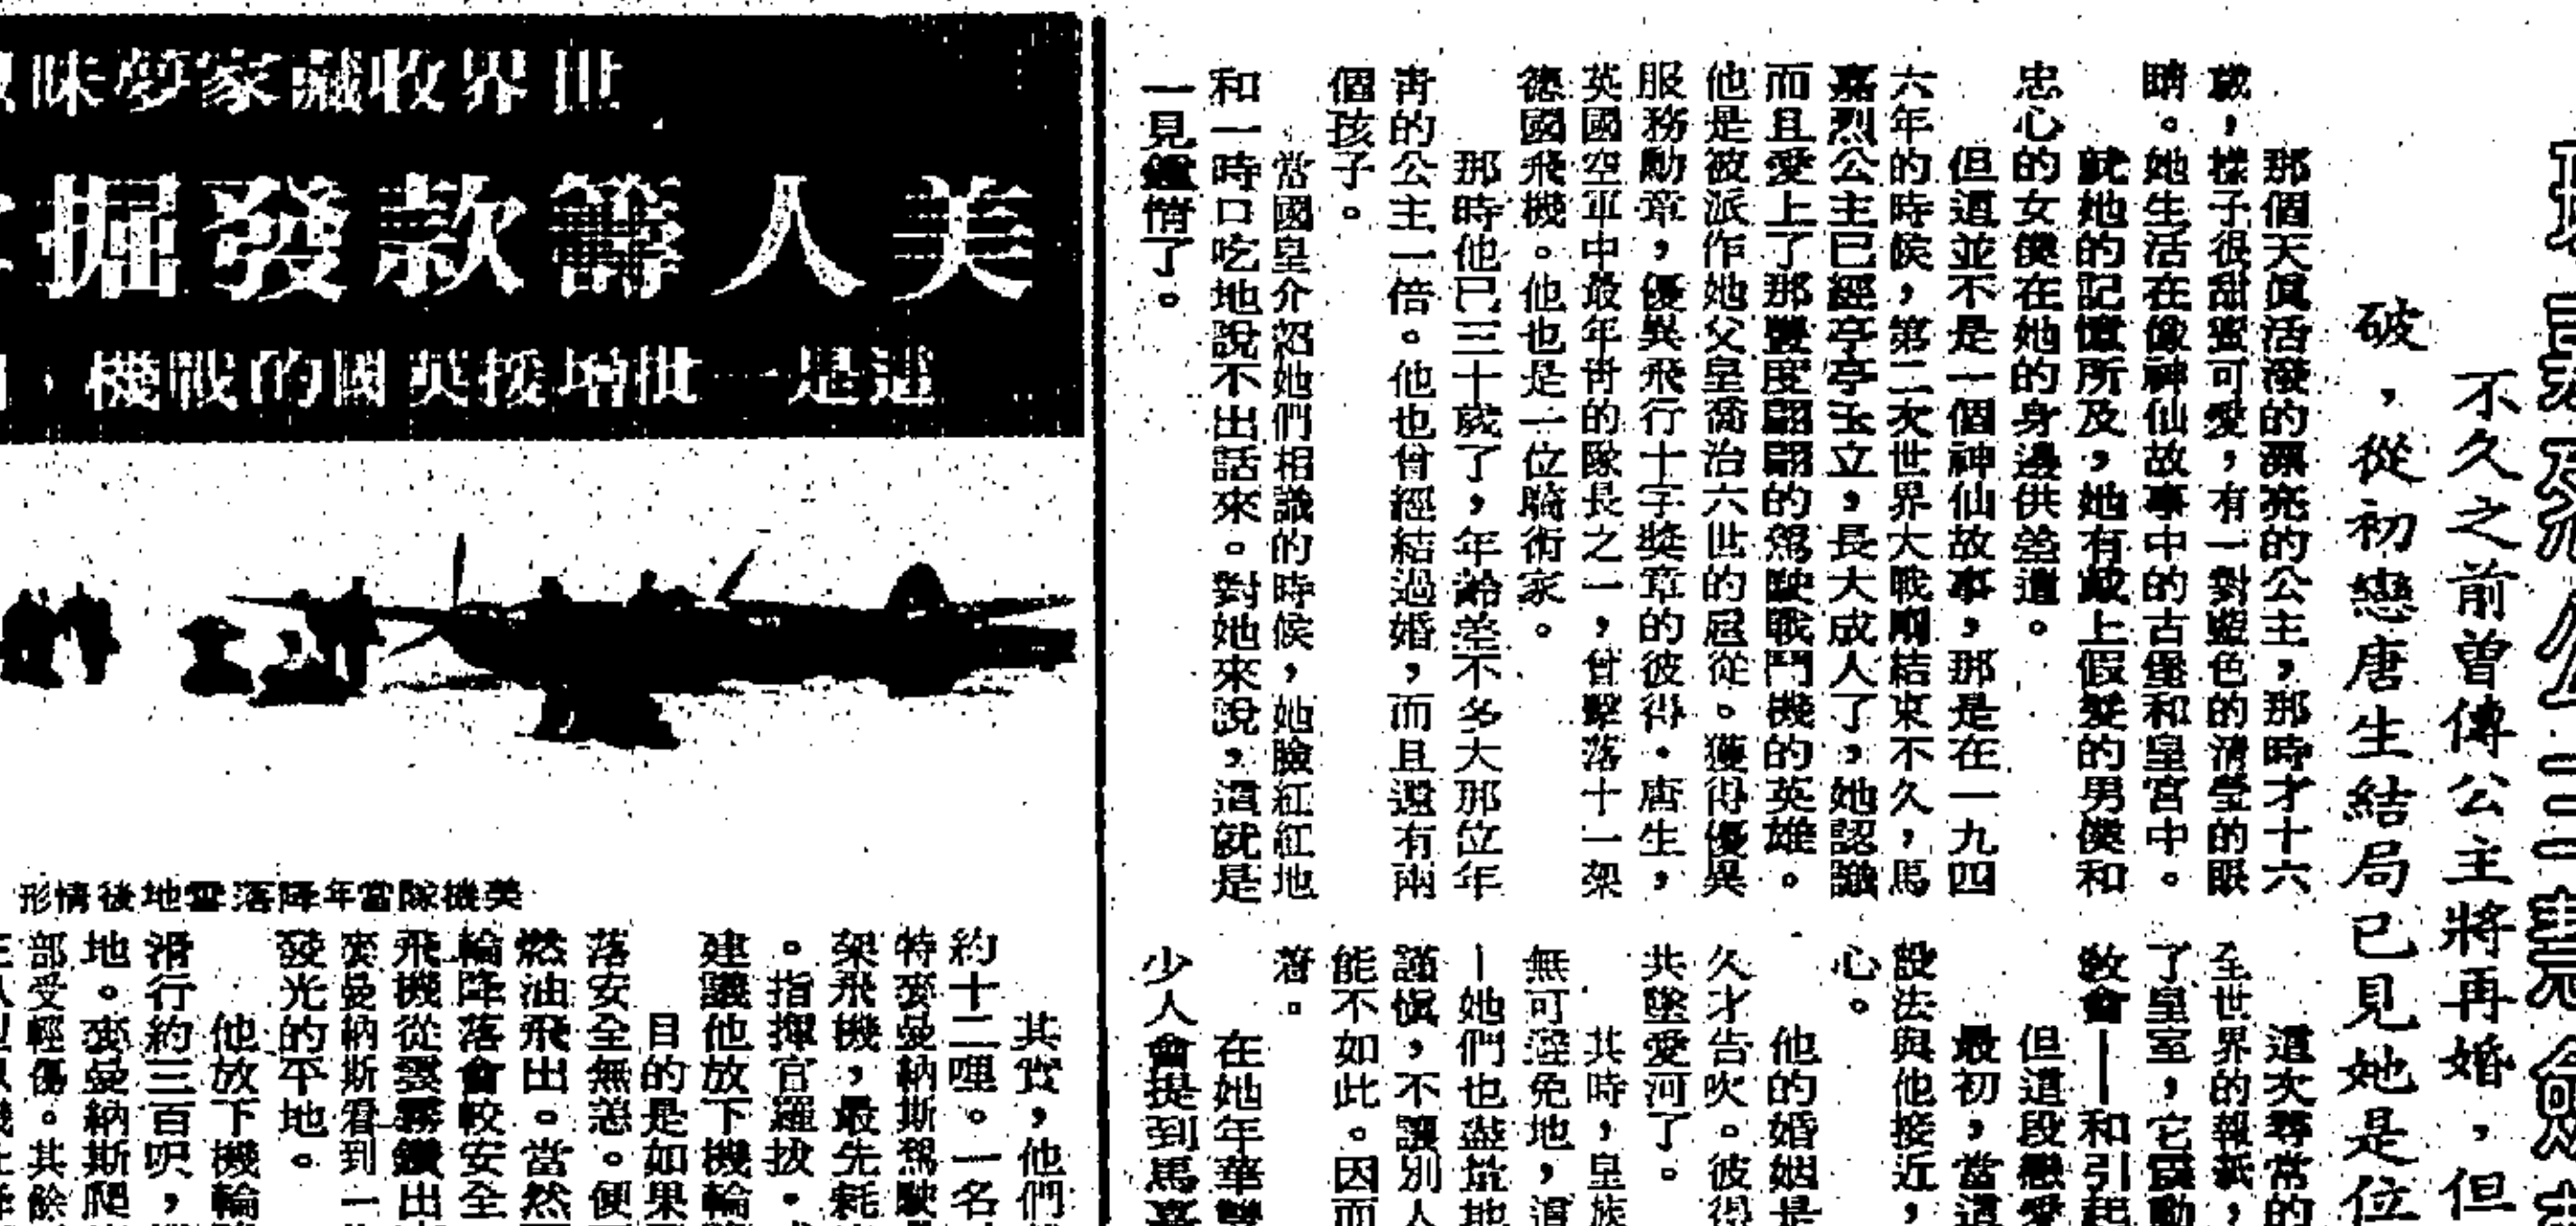 不久之前曾傳公主將再婚，但
破，從初戀唐生結局已見她是位
那個天眞活潑的漂亮的公主，那時才十六
歲，樣子很甜蜜可愛，有一對藍色的清瑩的眼
睛。她生活在像神仙故事中的古堡和皇宮中。
就她的記憶所及，她有戴上假髮的男僕和
忠心的女僕在她的身邊供差遣。
但這並不是一個神仙故事，那是在一九四
六年的時候，第二次世界大戰剛結束不久，馬
嘉烈公主已經亭亭玉立，長大成人了，她認識
而且愛上了那豐度翩翩的駕駛戰鬥機的英雄。
他是被派作她父皇喬治六世的扈從。獲得優異
服務勳章，優異飛行十字獎章的彼得・唐生，
英國空軍中最年靑的隊長之一，曾擊落十一架
德國飛機。他也是一位騎術家。
那時他已三十歲了，年齡差不多大那位年
靑的公主一倍。他也曾經結過婚，而且還有兩
個孩子。
當國皇介紹她們相識的時候，她臉紅紅地
和一時口吃地說不出話來。對她來說，這就是
一見鍾情了。
這次尋常的
至世界的報紙，
了皇室，它震動
敎會——和引起
但這段戀愛
最初，當這
設法與他接近，
心。
他的婚姻是
久才告吹。彼得
共墜愛河了。
其時，皇族
無可避免地，這
—她們也盡量地
謹愼，不讓別人
能不如此。因而
著。
在她年華雙
少人會提到馬嘉
世界收藏家夢昧
美人籌款發掘
連是一批增援英國的戰機，
美機隊當年降落雪地後情形
其實，他們
約十二哩。一名
特麥曼納斯駕駛
架飛機，最先耗
。指揮官羅拔・
建議他放下機輪
目的是如果
落安全無恙。便
燃油飛出。當然
輪降落會較安全
飛機從雲霧鑽出
麥曼納斯看到一
發光的平地。
他放下機輪
滑行約三百呎，
地。麥曼納斯爬
部受輕傷。其餘